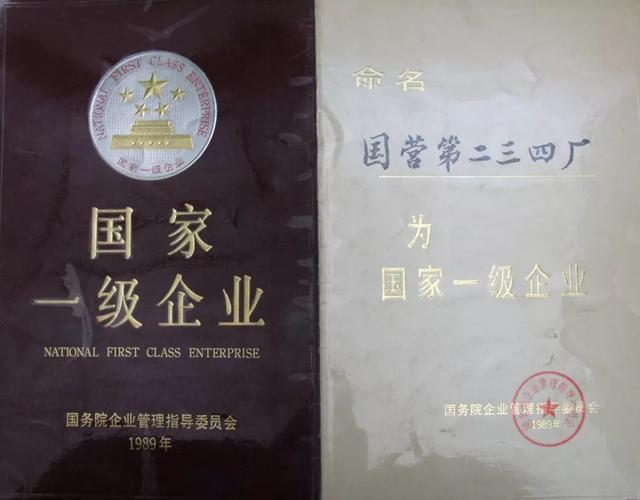 NATIONAL FIRST CLASS ENTERPRISE
国家一级企业
国家
一级企业
NATIONAL FIRST CLASS ENTERPRISE
国务院企业管理指导委员会
1989年
命名
国营第二三四厂
为
国家一级企业
国务院企业管理指导委员会
1989年